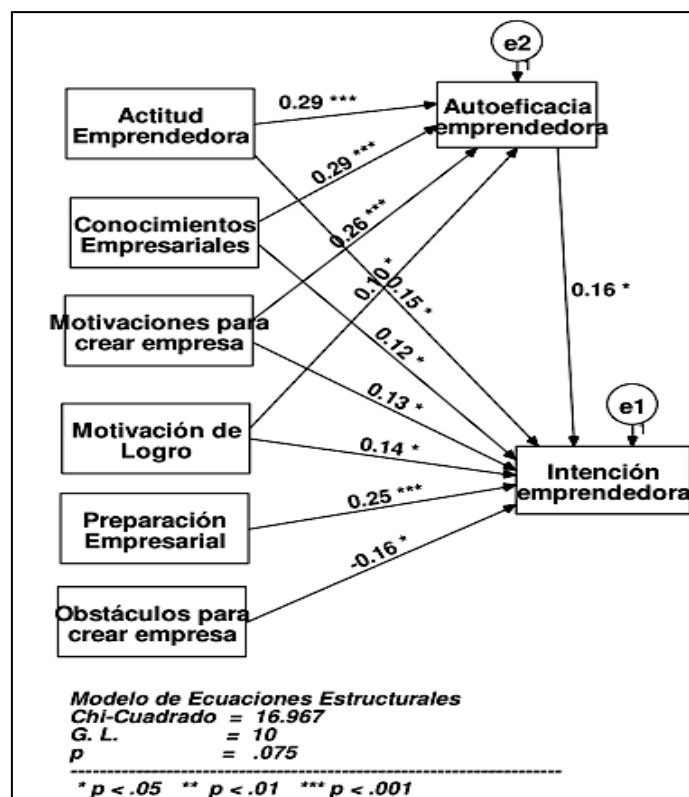 e2
1
Actitud
Emprendedora
0.29 ***
Autoeficacia
emprendedora
Conocimientos
Empresariales
0.29 ***
Motivaciones para
crear empresa
0.26 ***
0.10 *
0.15 *
0.16 *
0.12 *
0.13 *
Motivación de
Logro
0.14 *
e1
1
Intención
emprendedora
Preparación
Empresarial
0.25 ***
Obstáculos para
crear empresa
-0.16 *
Modelo de Ecuaciones Estructurales
Chi-Cuadrado = 16.967
G. L. = 10
p = .075
--------------------------------------------------
* p < .05 ** p < .01 *** p < .001